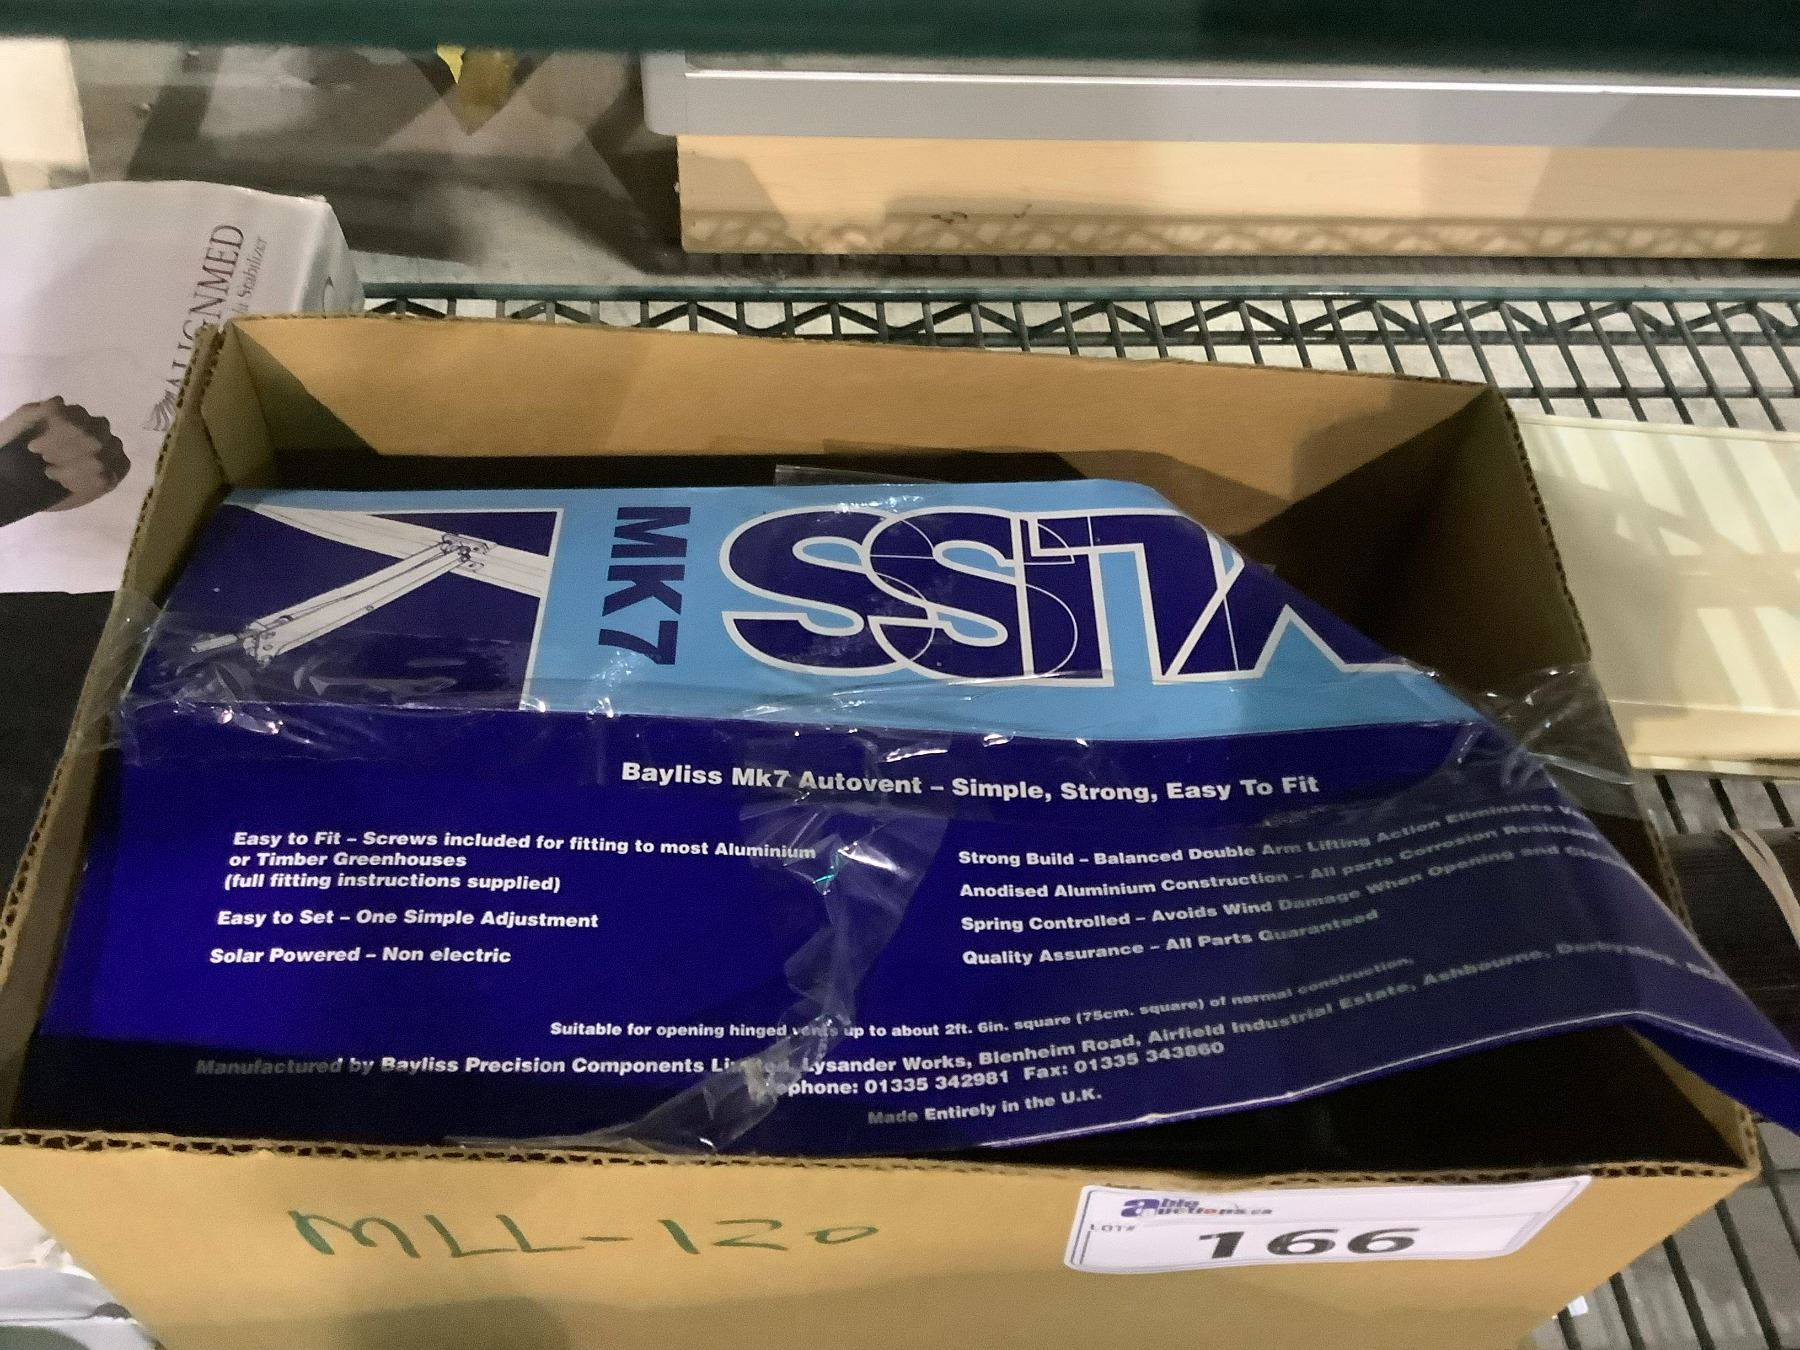 ALIGNMED
Stabilizer
MK7
Bayliss Mk7 Autovent – Simple, Strong, Easy To Fit
Easy to Fit – Screws included for fitting to most Aluminium
or Timber Greenhouses
(full fitting instructions supplied)
Easy to Set – One Simple Adjustment
Solar Powered – Non electric
Strong Build – Balanced Double Arm Lifting Action Eliminates
Anodised Aluminium Construction – All parts Corrosion
Spring Controlled – Avoids Wind Damage When Opening and
Quality Assurance – All Parts Guaranteed
Suitable for opening hinged vents up to about 2ft. 6in. square (75cm. square) of normal construction.
Manufactured by Bayliss Precision Components Lysander Works, Blenheim Road, Airfield Industrial Estate, Ashbourne,
01335 342981 Fax: 01335 343860
Made Entirely in the U.K.
MLL-120
able
auctions.ca
LOT#
166